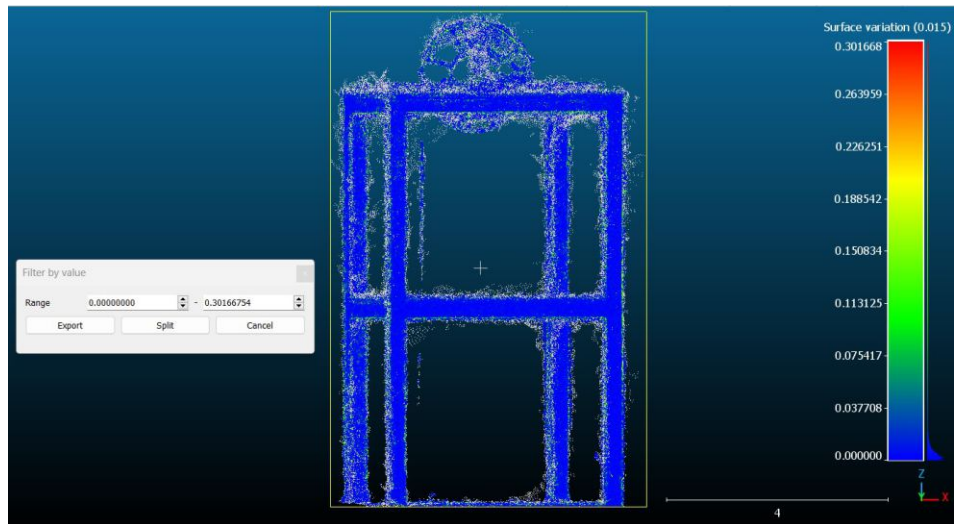 Surface variation (0.015)
0.301668
0.263959
0.226251
0.188542
0.150834
0.113125
0.075417
0.037708
0.000000
Filter by value
Range 0.00000000 - 0.30166754
Export Split Cancel
Z
X
4